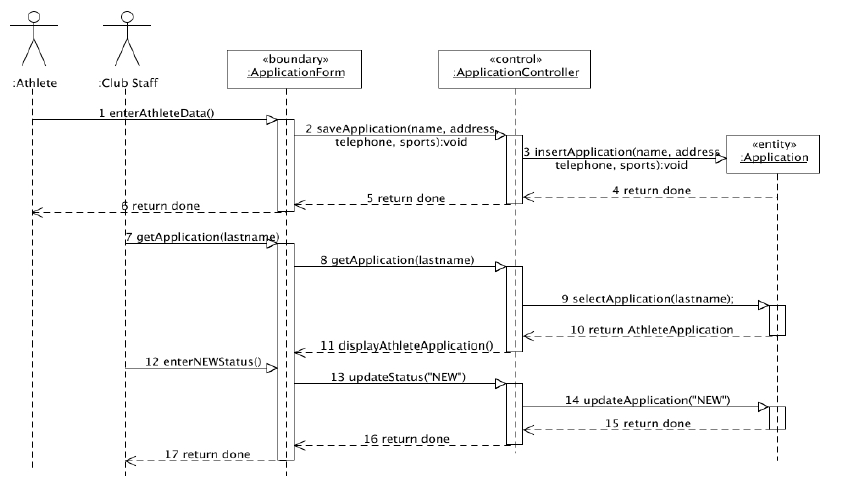 «boundary»
:ApplicationForm
«control»
:ApplicationController
:Athlete
:Club Staff
1 enterAthleteData()
2 saveApplication(name, address,
telephone, sports):void
3 insertApplication(name, address,
telephone, sports):void
«entity»
:Application
4 return done
5 return done
6 return done
7 getApplication(lastname)
8 getApplication(lastname)
9 selectApplication(lastname);
10 return AthleteApplication
11 displayAthleteApplication()
12 enterNEWStatus()
13 updateStatus("NEW")
14 updateApplication("NEW")
15 return done
16 return done
17 return done